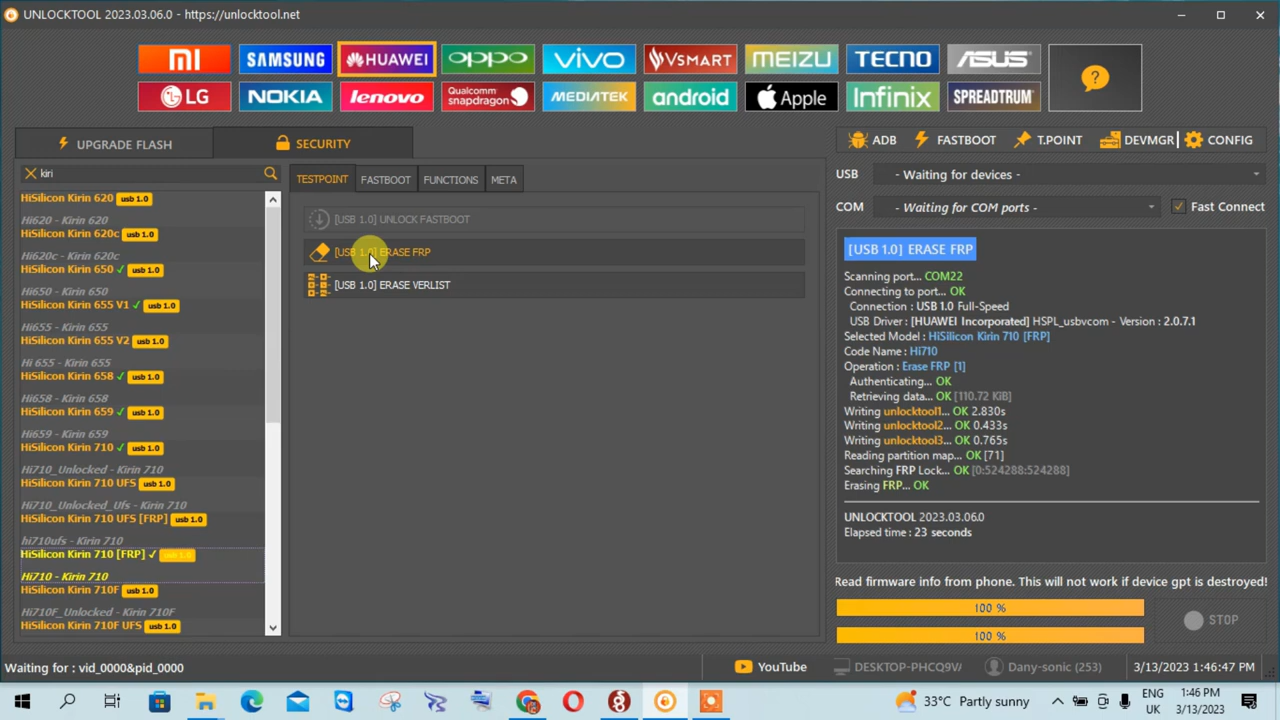 UNLOCKTOOL 2023.03.06.0 - https://unlocktool.net
mi SAMSUNG HUAWEI oppo vivo VSMART MEIZU TECNO ASUS ?
LG NOKIA lenovo Qualcomm snapdragon MEDIATEK android Apple Infinix SPREADTRUM
UPGRADE FLASH SECURITY
ADB FASTBOOT T.POINT DEVMGR CONFIG
kiri
TESTPOINT FASTBOOT FUNCTIONS META
USB - Waiting for devices -
COM - Waiting for COM ports - Fast Connect
HiSilicon Kirin 620 usb 1.0
Hi620 - Kirin 620
HiSilicon Kirin 620c usb 1.0
Hi620c - Kirin 620c
HiSilicon Kirin 650 ✓ usb 1.0
Hi650 - Kirin 650
HiSilicon Kirin 655 V1 ✓ usb 1.0
Hi655 - Kirin 655
HiSilicon Kirin 655 V2 usb 1.0
Hi 655 - Kirin 655
HiSilicon Kirin 658 ✓ usb 1.0
Hi658 - Kirin 658
HiSilicon Kirin 659 ✓ usb 1.0
Hi659 - Kirin 659
HiSilicon Kirin 710 ✓ usb 1.0
Hi710_Unlocked - Kirin 710
HiSilicon Kirin 710 UFS usb 1.0
Hi710_Unlocked_Ufs - Kirin 710
HiSilicon Kirin 710 UFS [FRP] usb 1.0
hi710ufs - Kirin 710
HiSilicon Kirin 710 [FRP] ✓ usb 1.0
Hi710 - Kirin 710
HiSilicon Kirin 710F usb 1.0
Hi710F_Unlocked - Kirin 710F
HiSilicon Kirin 710F UFS usb 1.0
[USB 1.0] UNLOCK FASTBOOT
[USB 1.0] ERASE FRP
[USB 1.0] ERASE VERLIST
[USB 1.0] ERASE FRP
Scanning port... COM22
Connecting to port... OK
Connection : USB 1.0 Full-Speed
USB Driver : [HUAWEI Incorporated] HSPL_usbvcom - Version : 2.0.7.1
Selected Model : HiSilicon Kirin 710 [FRP]
Code Name : Hi710
Operation : Erase FRP [1]
Authenticating... OK
Retrieving data... OK [110.72 KiB]
Writing unlocktool1... OK 2.830s
Writing unlocktool2... OK 0.433s
Writing unlocktool3... OK 0.765s
Reading partition map... OK [71]
Searching FRP Lock... OK [0:524288:524288]
Erasing FRP... OK
UNLOCKTOOL 2023.03.06.0
Elapsed time : 23 seconds
Read firmware info from phone. This will not work if device gpt is destroyed!
100 %
100 %
STOP
Waiting for : vid_0000&pid_0000 YouTube DESKTOP-PHCQ9V/ Dany-sonic (253) 3/13/2023 1:46:47 PM
33°C Partly sunny ENG UK 1:46 PM 3/13/2023